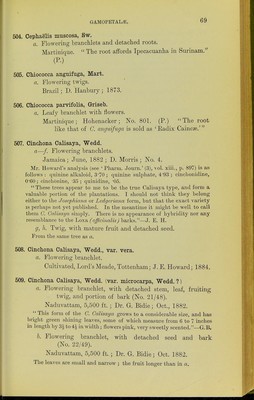 GAMOPETALÆ.
69
504. Cephaëlis muscosa, Sw.
a. Flowering branchlets and detached roots.
Martinique. "The root affords Ipecacuanha in Surinam."
(P.)
505. Chiococca anguifuga, Mart.
a. Flowering twigs.
Brazil; D. Hanbury; 1873.
506. Chiococca parvifolia, Griseb.
a. Leafy branchlet with flowers.
Martinique; Hohenacker; No. 801. (P.) "The root
like that of C. anguifuga is sold as 'Radix Caincæ.'"
507. Cinchona Calisaya, Wedd.
a–f. Flowering branchlets.
Jamaica; June, 1882; D. Morris; No. 4.
Mr. Howard's analysis (see 'Pharm. Journ.' (3), vol. xiii., p. 897) is as
follows: quinine alkaloid, 3·70; quinine sulphate, 4·93; cinchonidine,
0·60; cinchonine, ·35; quinidine, ·05.
"These trees appear to me to be the true Calisaya type, and form a
valuable portion of the plantations. I should not think they belong
either to the Josephiana or Ledgeriana form, but that the exact variety
is perhaps not yet published. In the meantime it might be well to call
them C. Calisaya simply. There is no appearance of hybridity nor any
resemblance to the Loxa (officinalis) barks."—J. E. H.
g, h. Twig, with mature fruit and detached seed.
From the same tree as a.
508. Cinchona Calisaya, Wedd., var. vera.
a. Flowering branchlet.
Cultivated, Lord's Meade, Tottenham; J. E. Howard; 1884.
509. Cinchona Calisaya, Wedd. (var. microcarpa, Wedd.?)
a. Flowering branchlet, with detached stem, leaf, fruiting
twig, and portion of bark (No. 21/48).
Naduvattam, 5,500 ft.; Dr. G. Bidie; Oct., 1882.
"This form of the C. Calisaya grows to a considerable size, and has
bright green shining leaves, some of which measure from 6 to 7 inches
in length by 3½ to 4½ in width; flowers pink, very sweetly scented."—G.B.
b. Flowering branchlet, with detached seed and bark
(No. 22/49).
Naduvattam, 5,500 ft.; Dr. G. Bidie; Oct. 1882.
The leaves are small and narrow; the fruit longer than in a.